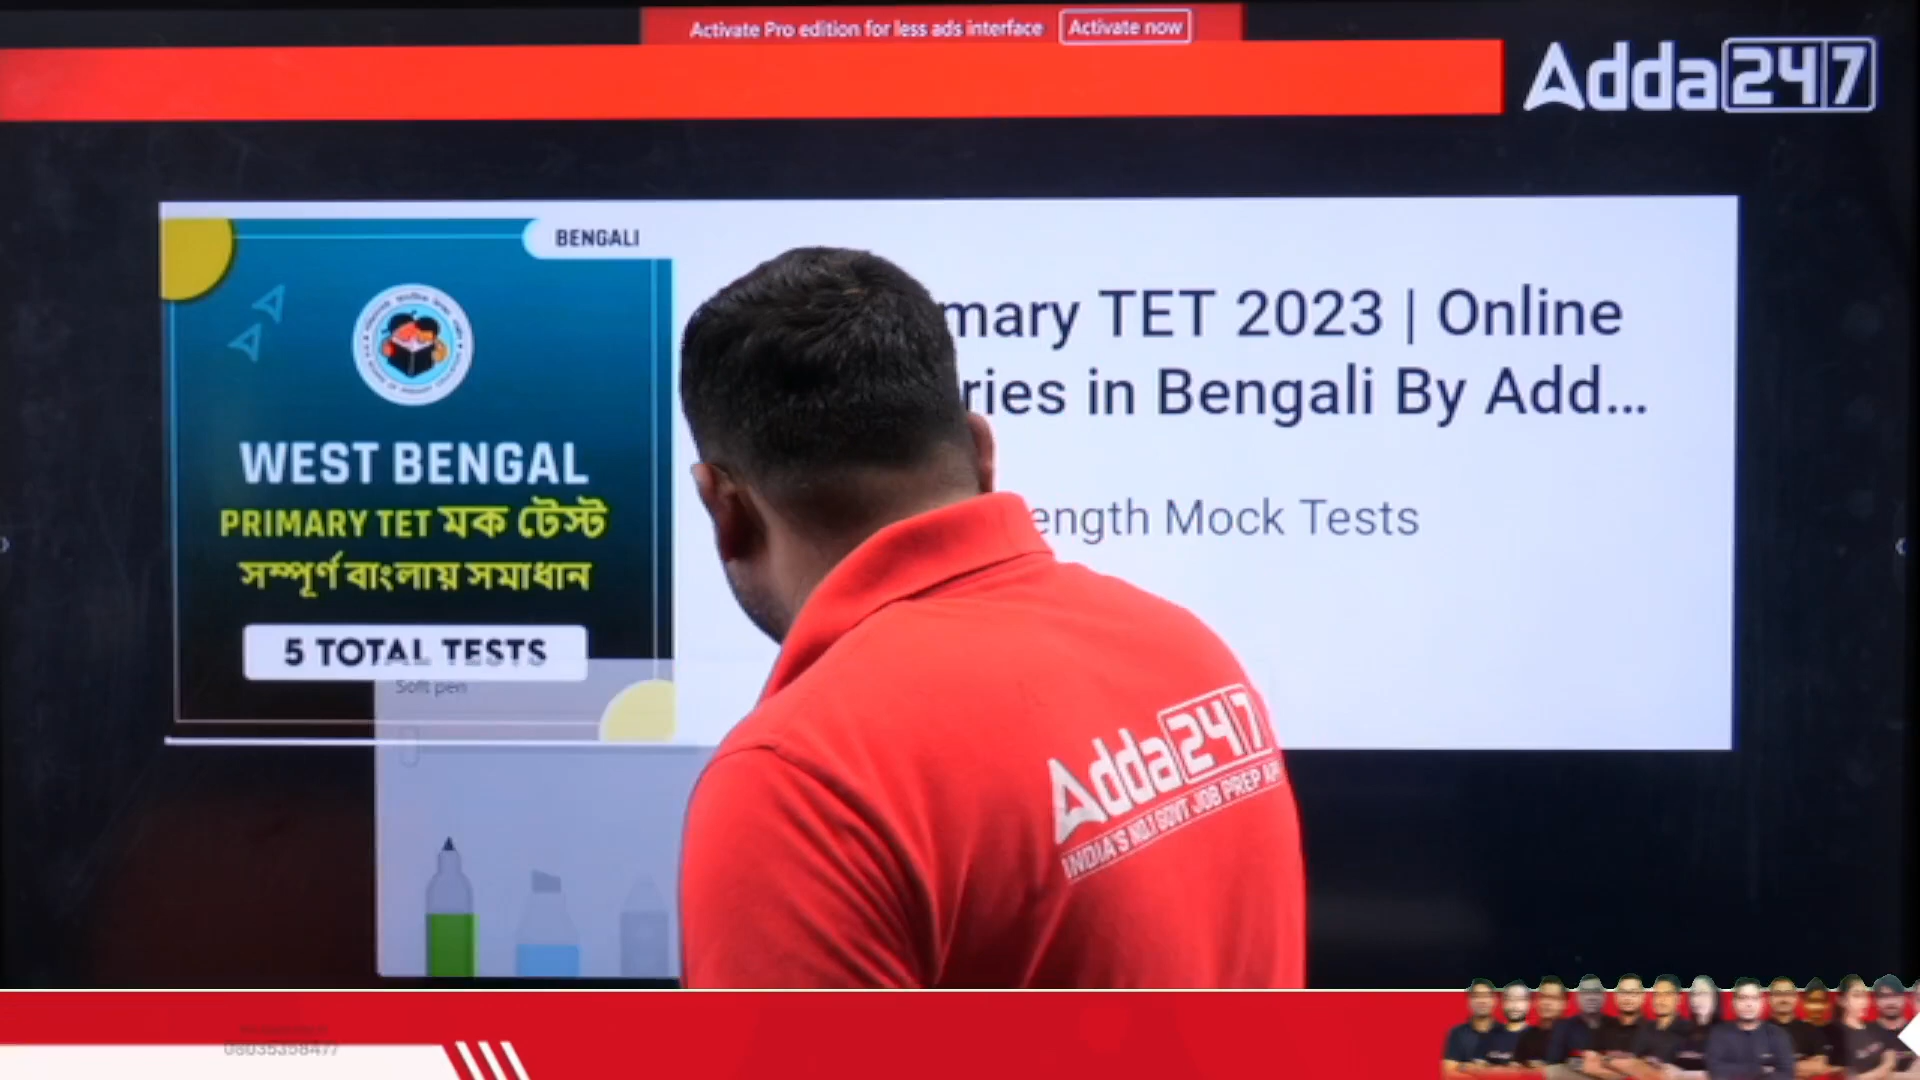 Activate Pro edition for less ads interface
Activate now
Adda247
BENGALI
WEST BENGAL
PRIMARY TET মক টেস্ট
সম্পূর্ণ বাংলায় সমাধান
5 TOTAL TESTS
mary TET 2023 | Online
ries in Bengali By Add...
ength Mock Tests
Soft pen
Adda247
INDIA'S NO.1 GOVT JOB PREP APP
08035358477